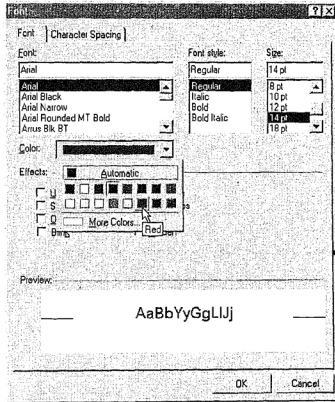 Font
Font
Character Spacing
Font: Font style: Size:
Arial Regular 14 pt
Arial Regular 8 pt
Arial Black Italic 10 pt
Arial Narrow Bold 12 pt
Arial Rounded MT Bold Bold Italic 14 pt
Arrus Blk BT 18 pt
Color:
Effects: Automatic
U
S
O More Colors...
Red
Preview:
AaBbYyGgLlJj
OK Cancel